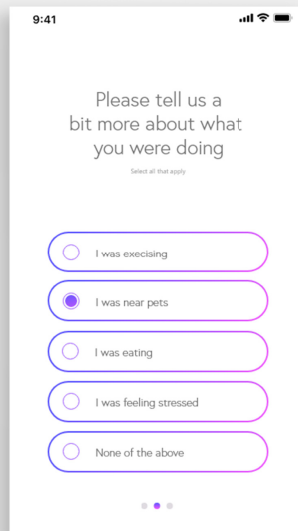 9:41
Please tell us a
bit more about what
you were doing
Select all that apply
I was execising
I was near pets
I was eating
I was feeling stressed
None of the above